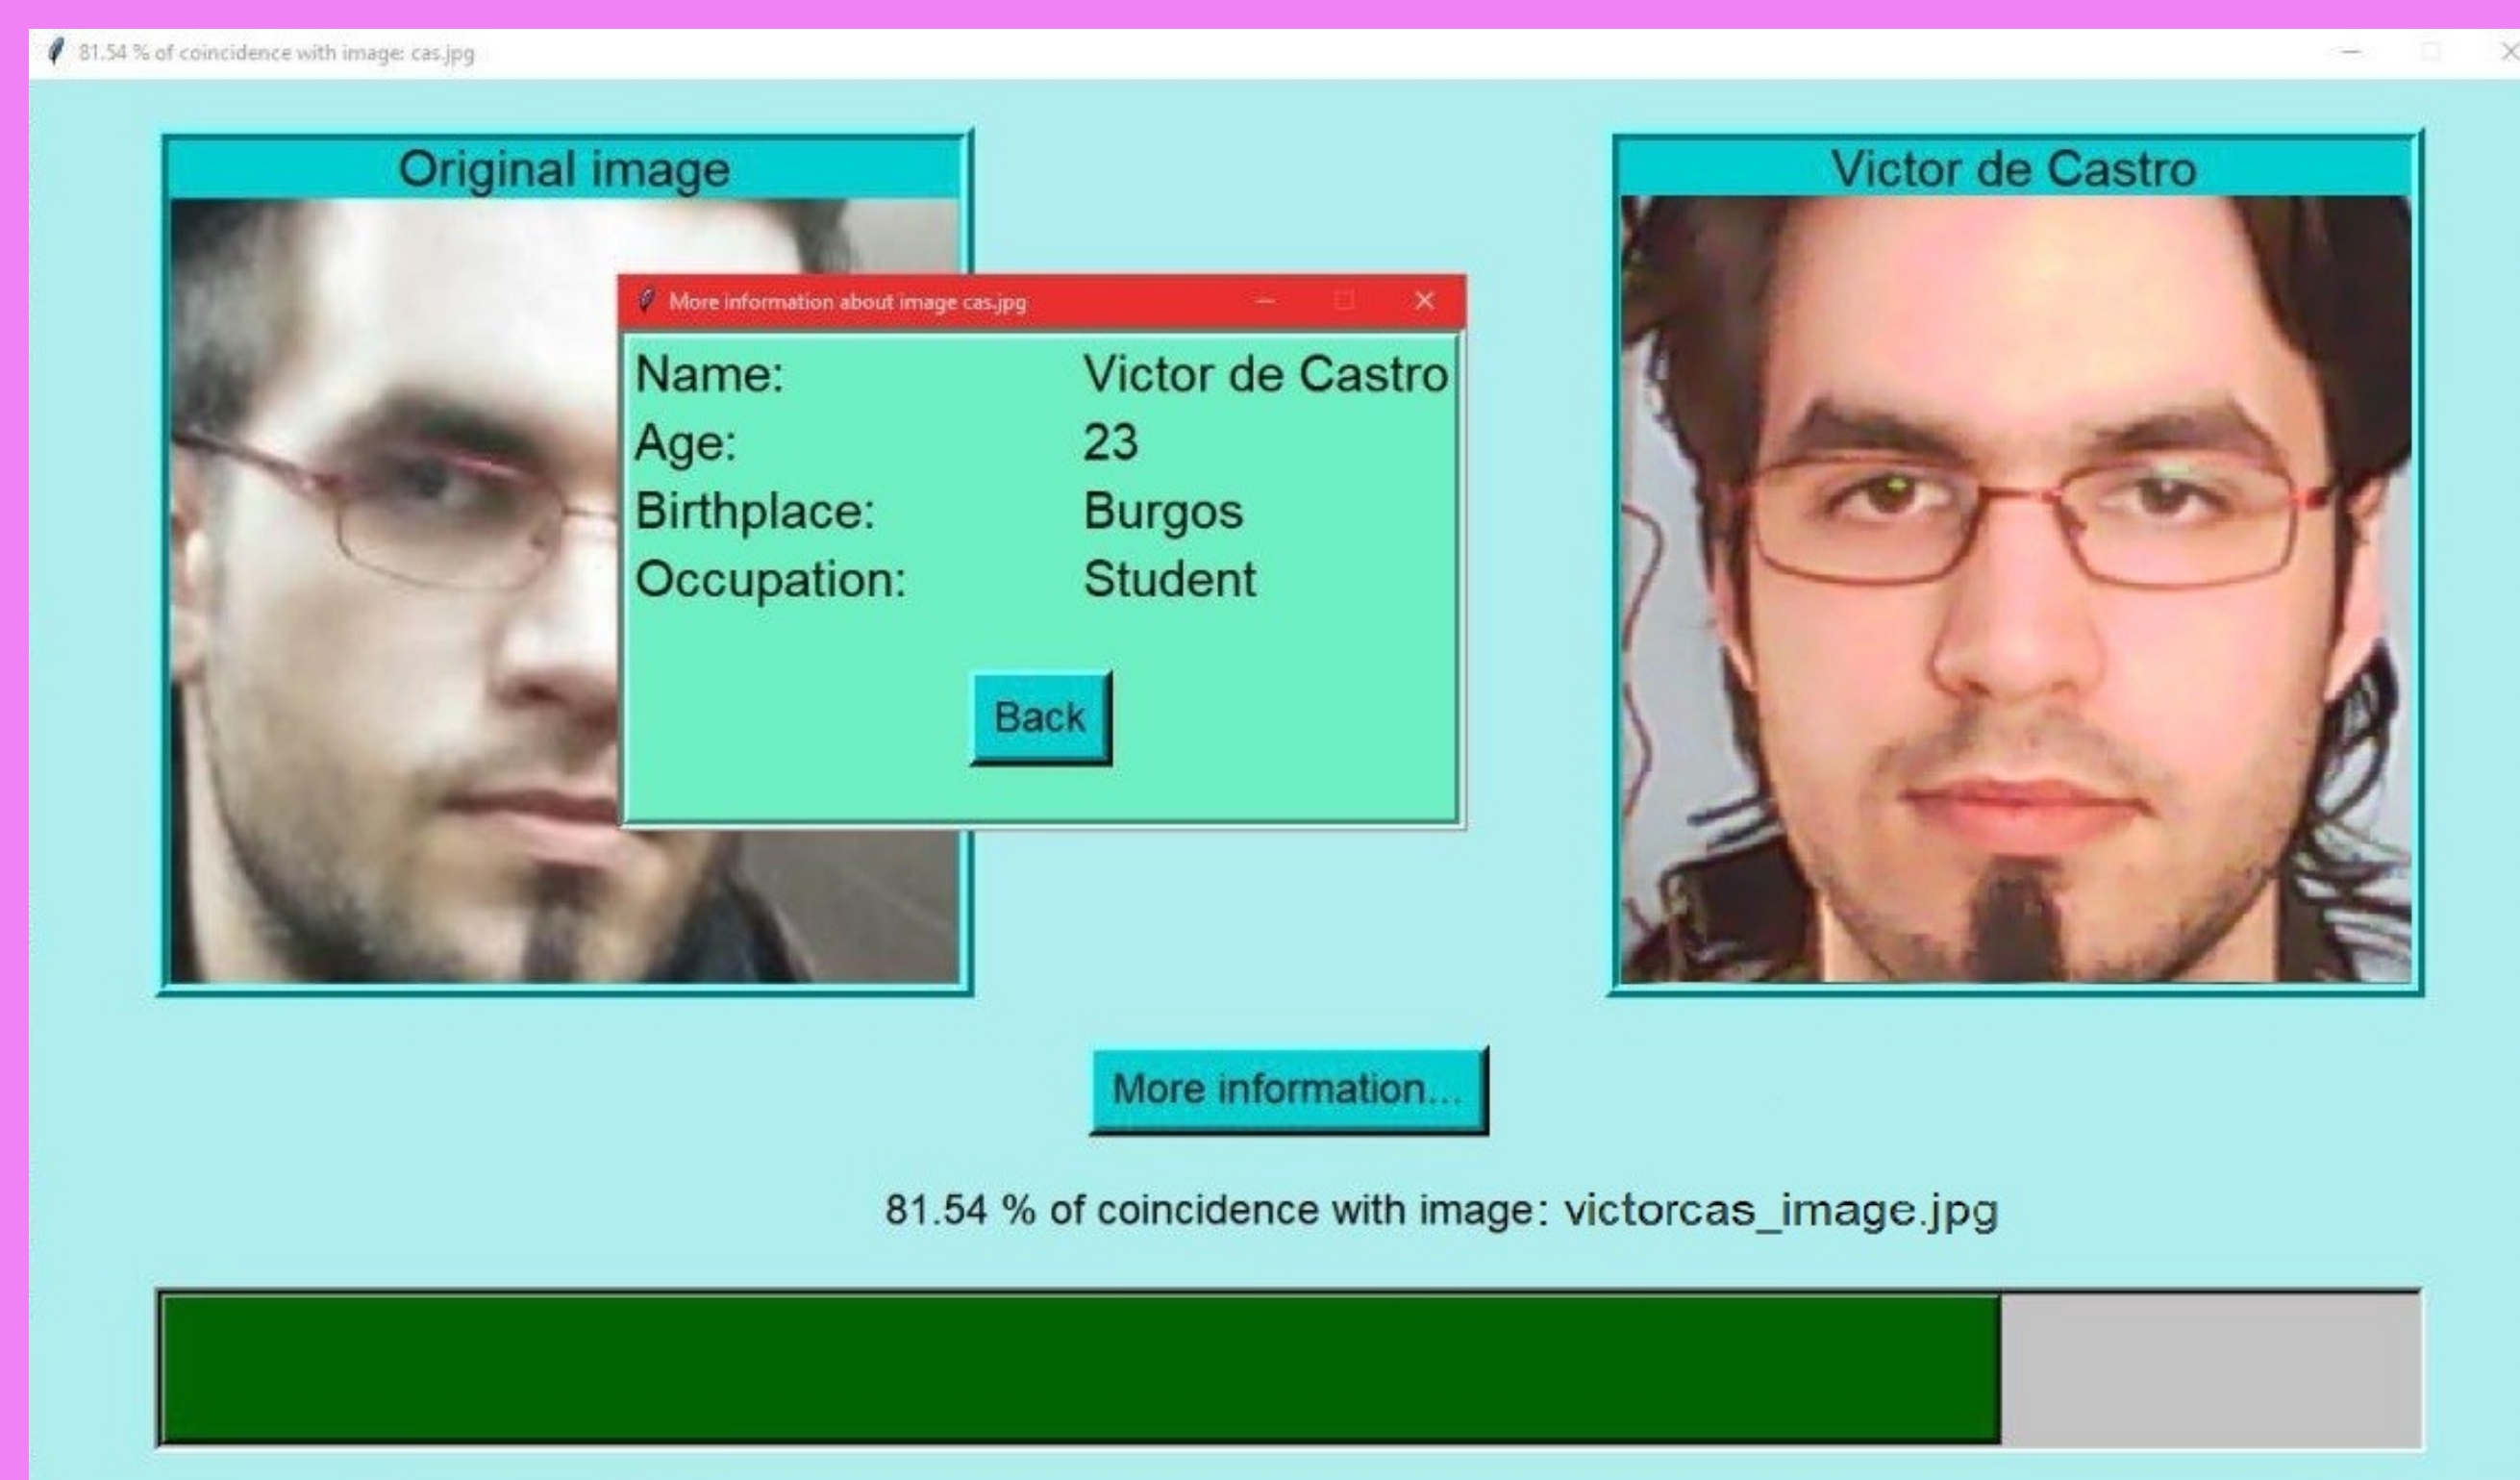 81.54 % of coincidence with image: cas.jpg
Original image
Victor de Castro
More information about image cas.jpg
Name: Victor de Castro
Age: 23
Birthplace: Burgos
Occupation: Student
Back
More information...
81.54 % of coincidence with image: victorcas_image.jpg